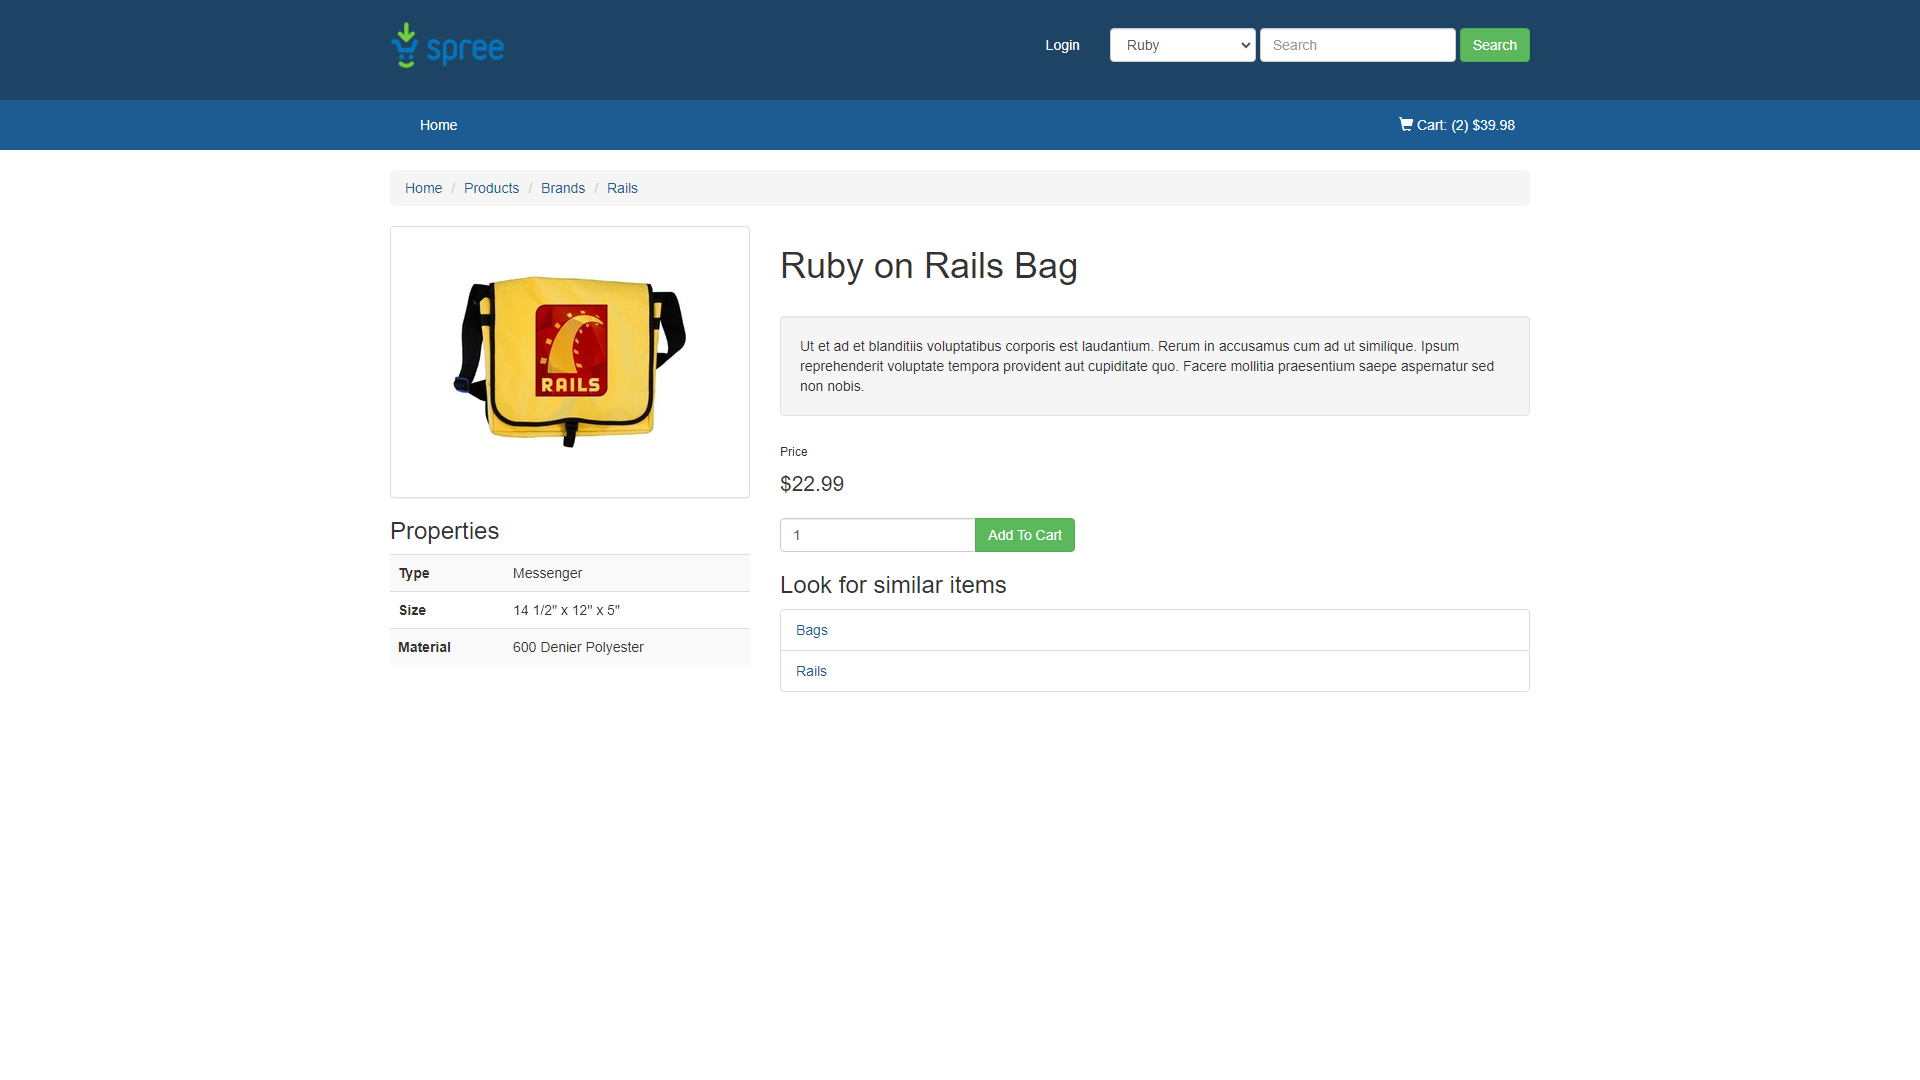 spree
Login
Ruby
Search
Search
Home
Cart: (2) $39.98
Home / Products / Brands / Rails
RAILS
Ruby on Rails Bag
Ut et ad et blanditiis voluptatibus corporis est laudantium. Rerum in accusamus cum ad ut similique. Ipsum
reprehenderit voluptate tempora provident aut cupiditate quo. Facere mollitia praesentium saepe aspernatur sed
non nobis.
Price
$22.99
1
Add To Cart
Properties
Type Messenger
Size 14 1/2" x 12" x 5"
Material 600 Denier Polyester
Look for similar items
Bags
Rails